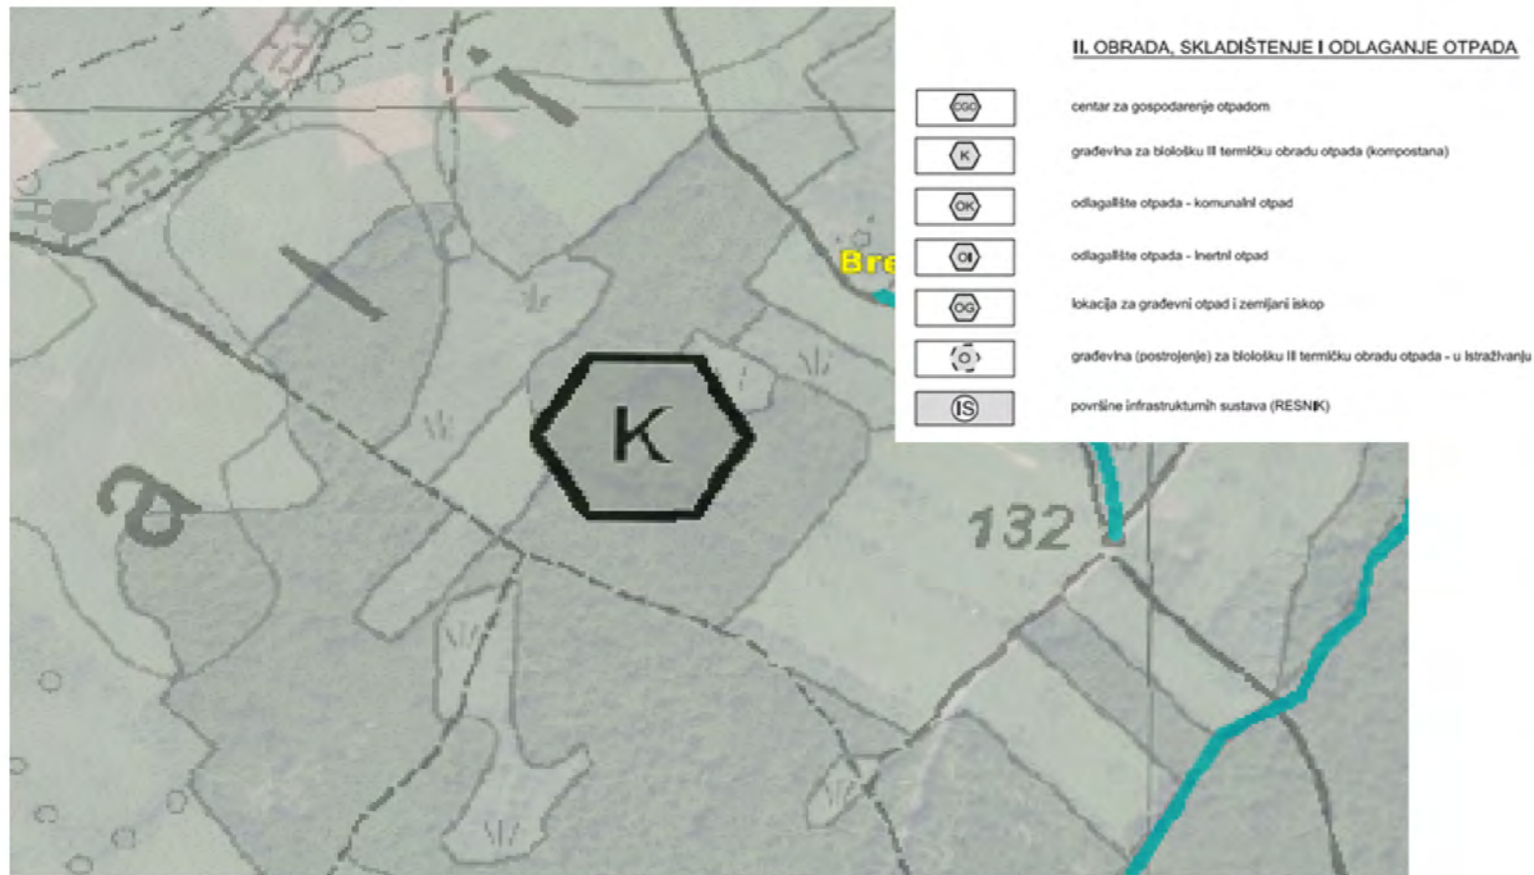 II. OBRADA, SKLADIŠTENJE I ODLAGANJE OTPADA
CGO centar za gospodarenje otpadom
K građevina za biološku ili termičku obradu otpada (kompostana)
OK odlagalište otpada - komunalni otpad
OI odlagalište otpada - inertni otpad
OG lokacija za građevni otpad i zemljani iskop
O građevina (postrojenje) za biološku ili termičku obradu otpada - u istraživanju
IS površine infrastrukturnih sustava (RESNIK)
Bre
K
a
132